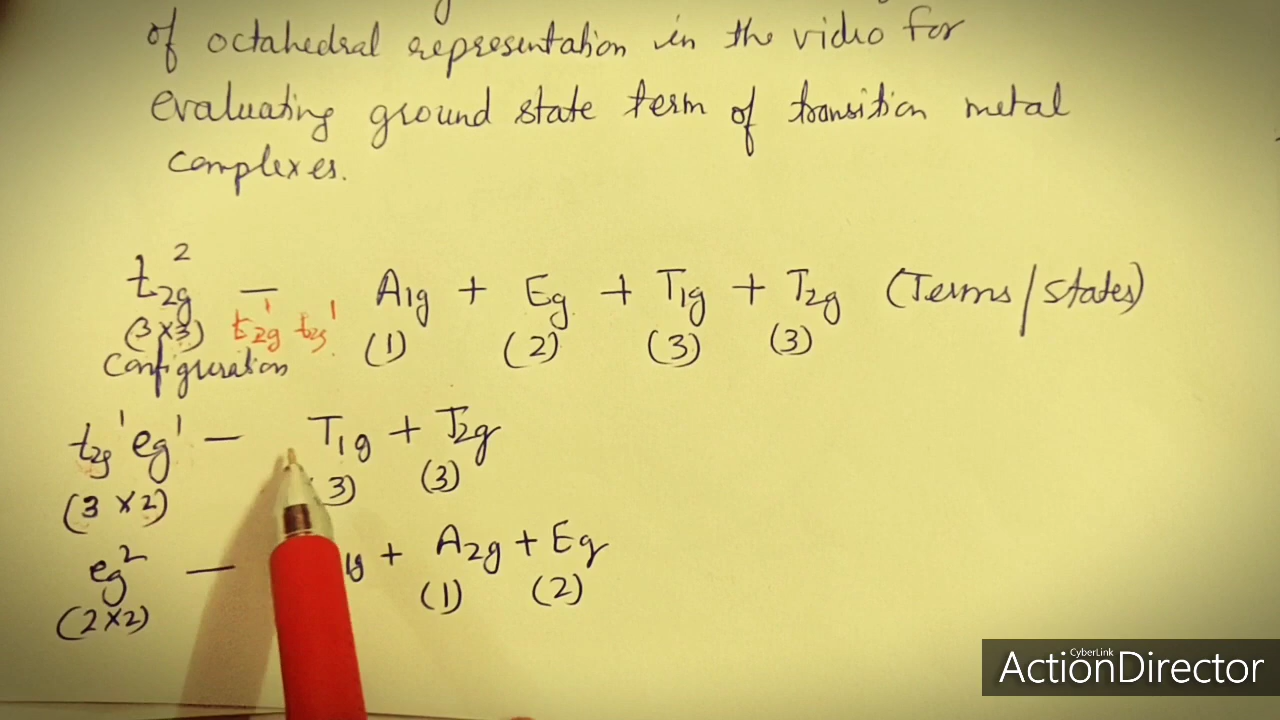 of octahedral representation in the video for
evaluating ground state term of transition metal
complexes.
t₂g² — A₁g + Eg + T₁g + T₂g (Terms/states)
(3×3) t₂g¹ t₂g¹ (1) (2) (3) (3)
Configuration
t₂g¹eg¹ — T₁g + T₂g
(3×2) 3) (3)
eg² — 1g + A₂g + Eg
(2×2) (1) (2)
CyberLink
ActionDirector